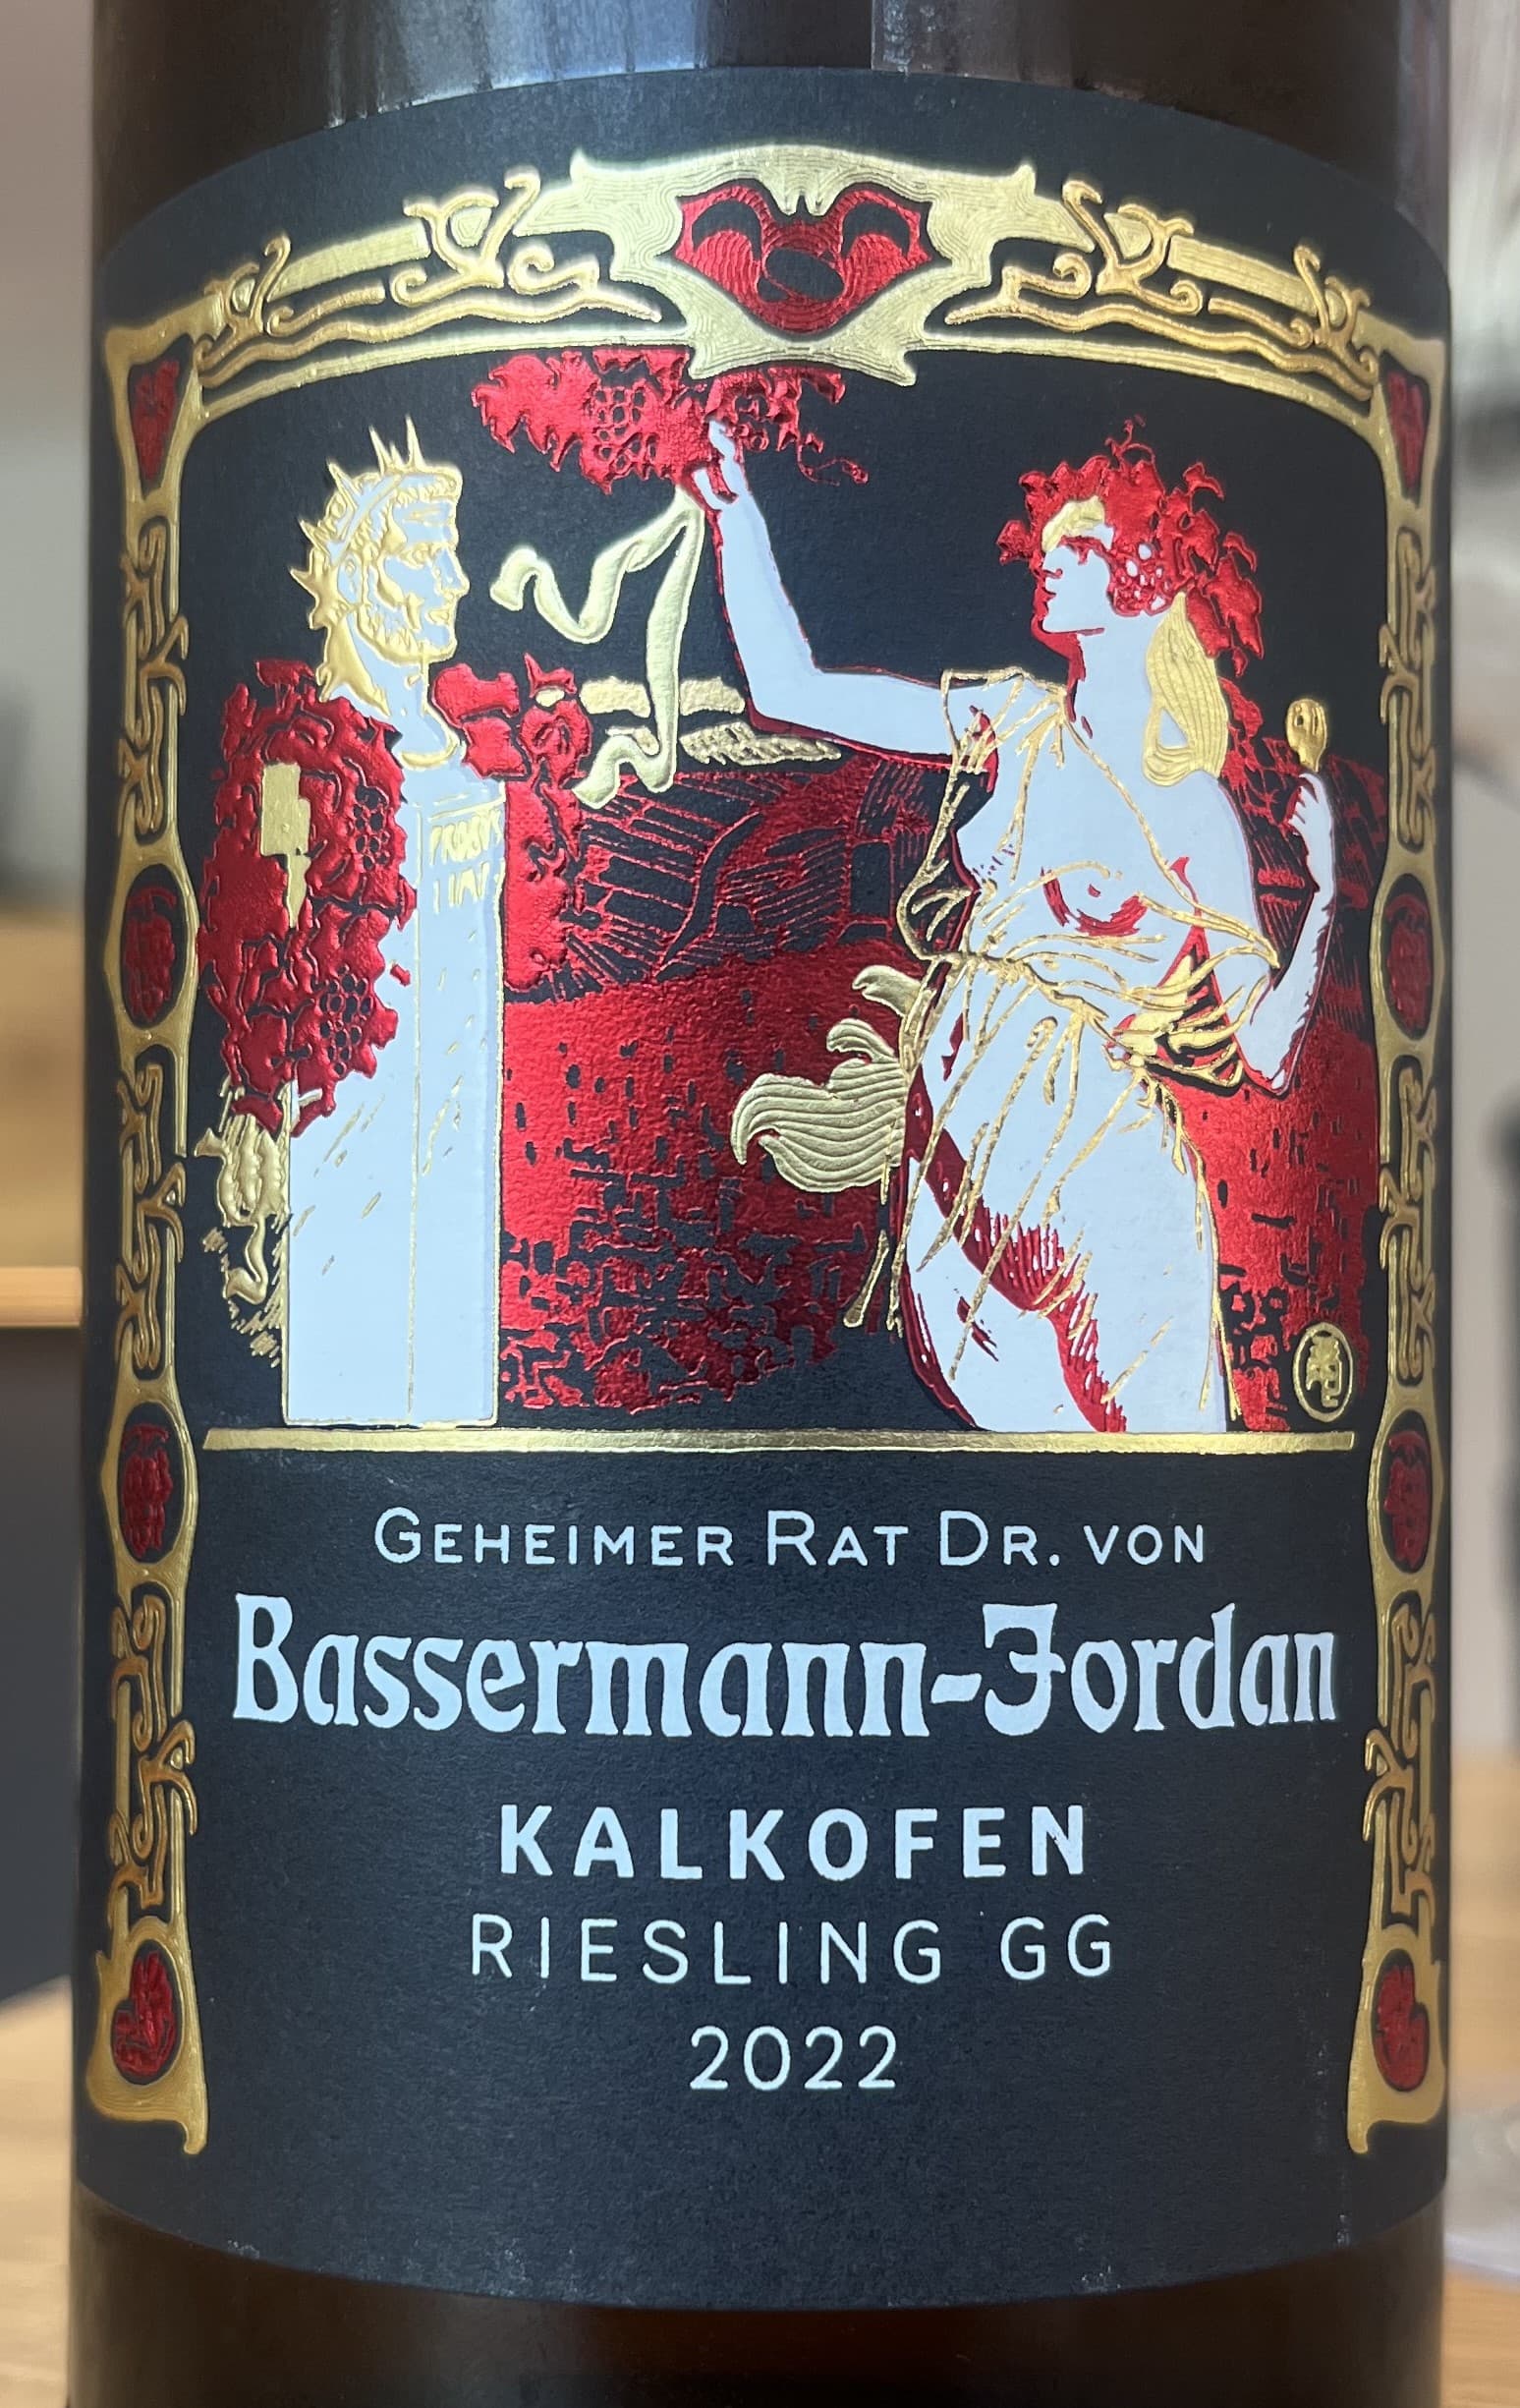 GEHEIMER RAT DR. VON
Bassermann-Jordan
KALKOFEN
RIESLING GG
2022